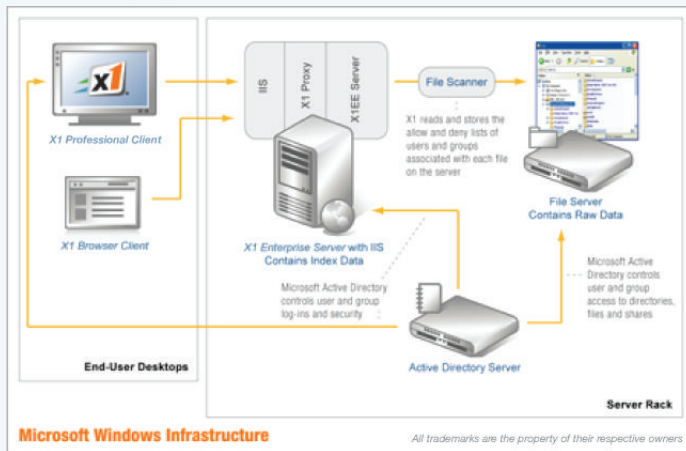 x1
X1 Professional Client
X1 Browser Client
End-User Desktops
IIS
X1 Proxy
X1EE Server
X1 Enterprise Server with IIS
Contains Index Data
File Scanner
X1 reads and stores the
allow and deny lists of
users and groups
associated with each file
on the server
File Server
Contains Raw Data
Microsoft Active Directory
controls user and group
log-ins and security
Microsoft Active
Directory controls
user and group
access to directories,
files and shares
Active Directory Server
Server Rack
Microsoft Windows Infrastructure
All trademarks are the property of their respective owners